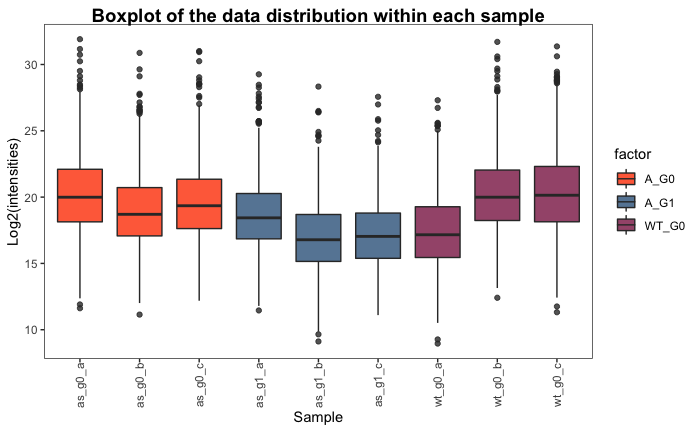 Boxplot of the data distribution within each sample
Log2(intensities)
30
25
20
15
10
as_g0_a
as_g0_b
as_g0_c
as_g1_a
as_g1_b
as_g1_c
wt_g0_a
wt_g0_b
wt_g0_c
Sample
factor
A_G0
A_G1
WT_G0